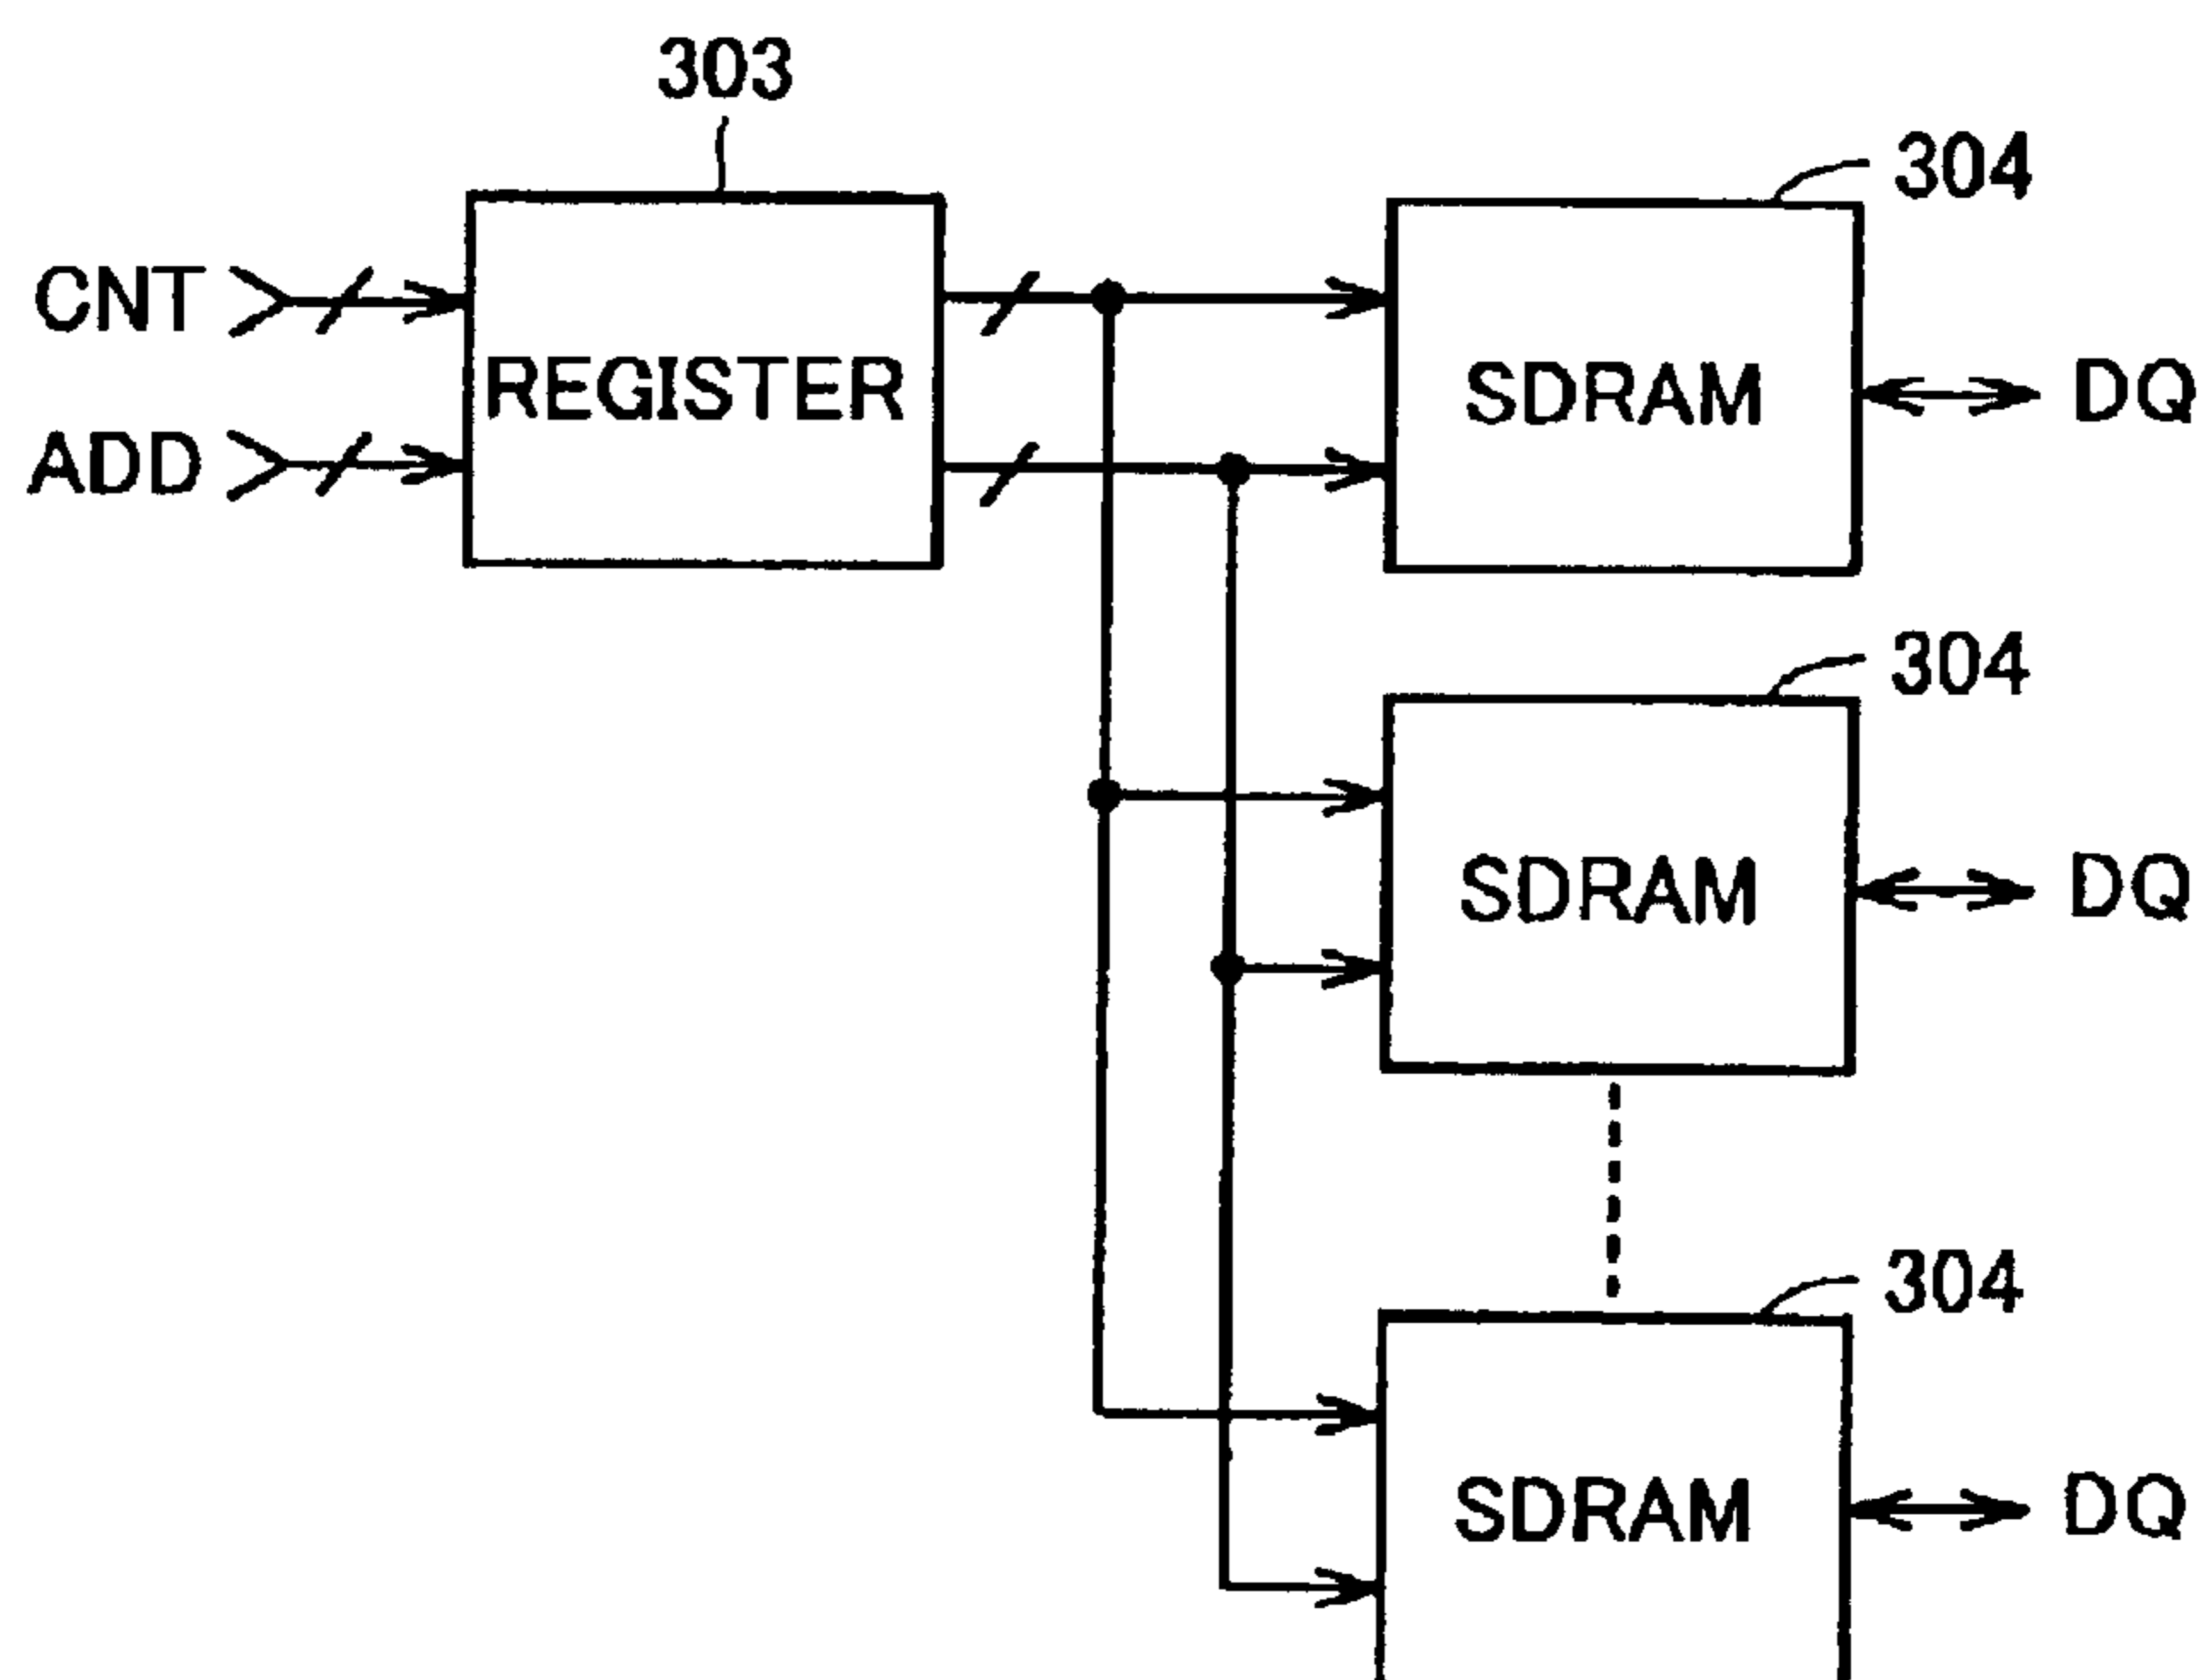 303
304
CNT
REGISTER
SDRAM
DQ
ADD
304
SDRAM
DQ
304
SDRAM
DQ